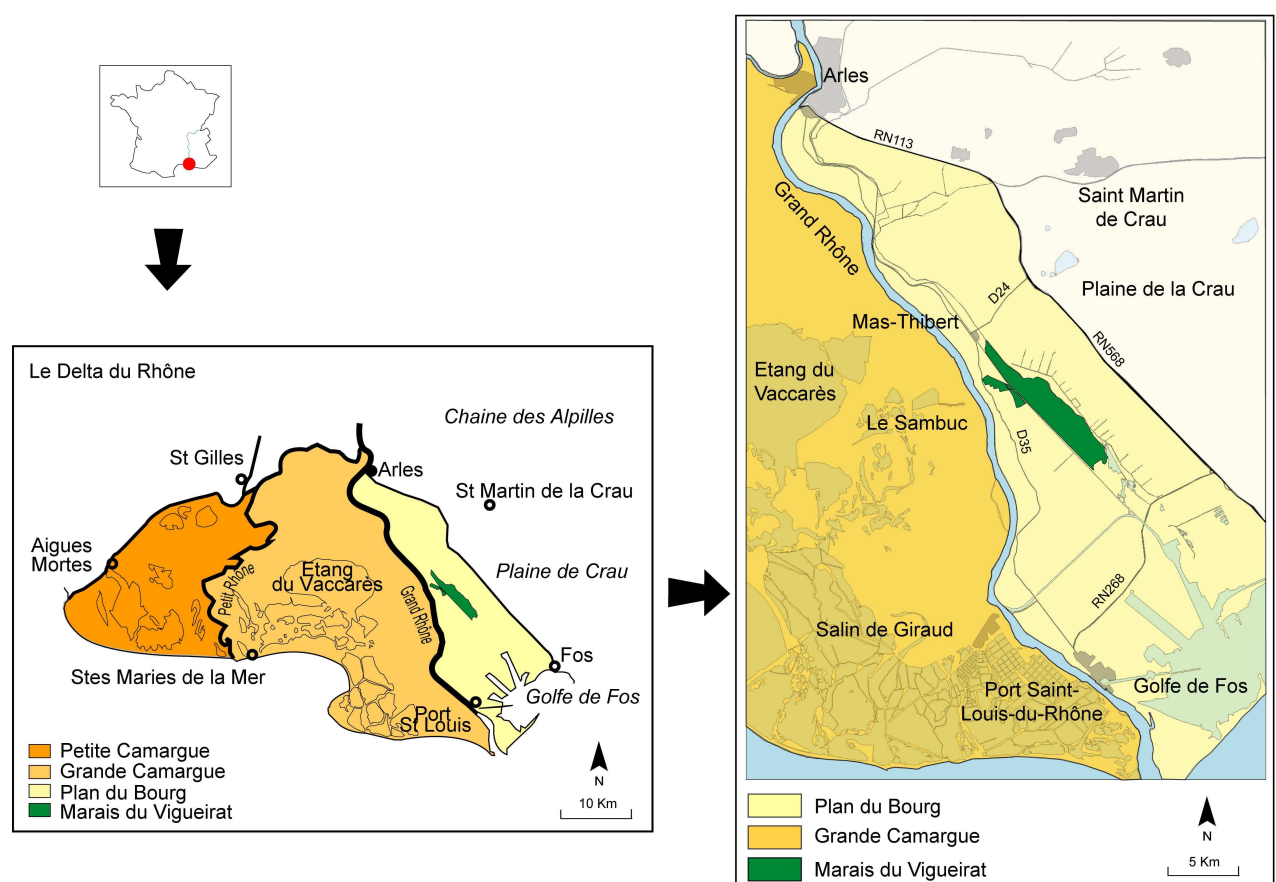 Le Delta du Rhône
Chaine des Alpilles
St Gilles
Arles
St Martin de la Crau
Aigues
Mortes
Plaine de Crau
Etang
du Vaccarès
Petit Rhône
Grand Rhône
Stes Maries de la Mer
Fos
Golfe de Fos
Port
St Louis
Petite Camargue
Grande Camargue
Plan du Bourg
Marais du Vigueirat
N
10 Km
Arles
RN113
Saint Martin
de Crau
Grand Rhône
Plaine de la Crau
D24
Mas-Thibert
RN568
Etang du
Vaccarès
Le Sambuc
D35
RN268
Salin de Giraud
Port Saint-
Louis-du-Rhône
Golfe de Fos
Plan du Bourg
Grande Camargue
Marais du Vigueirat
N
5 Km